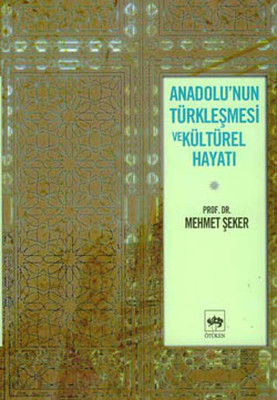 ANADOLU'NUN
TÜRKLEŞMESİ
VE KÜLTÜREL
HAYATI
PROF. DR.
MEHMET ŞEKER
ÖTÜKEN